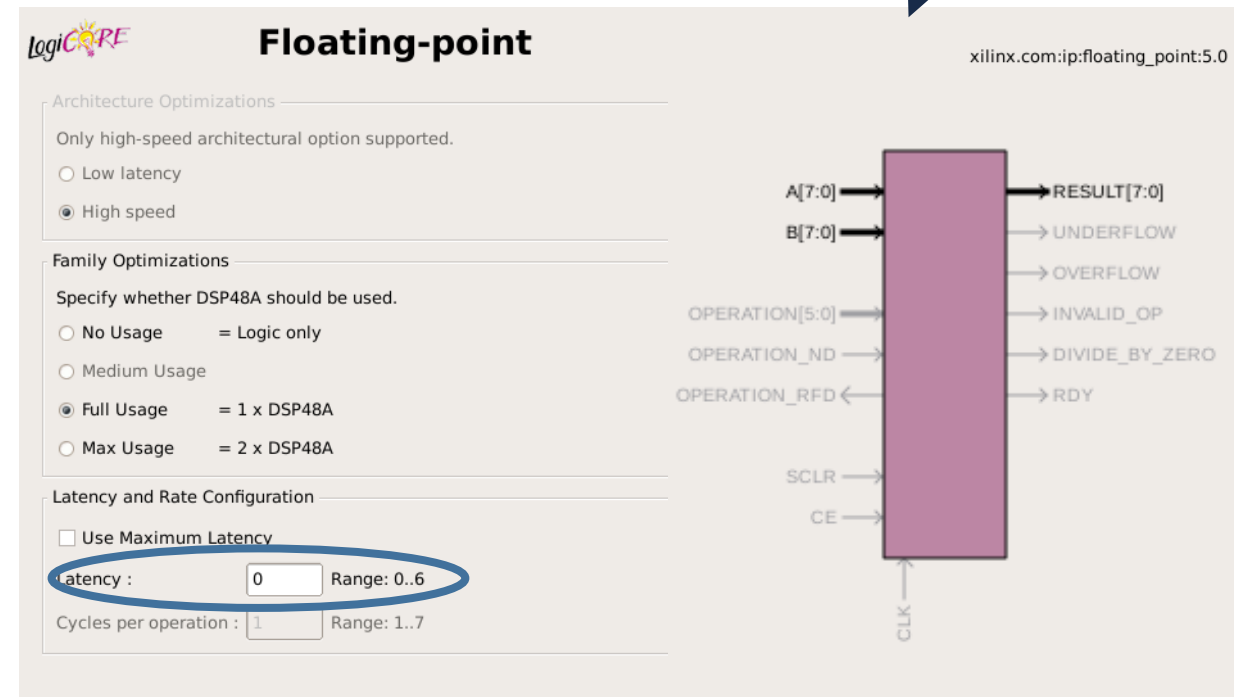 LogiCORE
Floating-point
xilinx.com:ip:floating_point:5.0
Architecture Optimizations
Only high-speed architectural option supported.
Low latency
High speed
Family Optimizations
Specify whether DSP48A should be used.
No Usage = Logic only
Medium Usage
Full Usage = 1 x DSP48A
Max Usage = 2 x DSP48A
Latency and Rate Configuration
Use Maximum Latency
Latency : 0 Range: 0..6
Cycles per operation : 1 Range: 1..7
A[7:0] RESULT[7:0]
B[7:0] UNDERFLOW
OVERFLOW
OPERATION[5:0] INVALID_OP
OPERATION_ND DIVIDE_BY_ZERO
OPERATION_RFD RDY
SCLR
CE
CLK